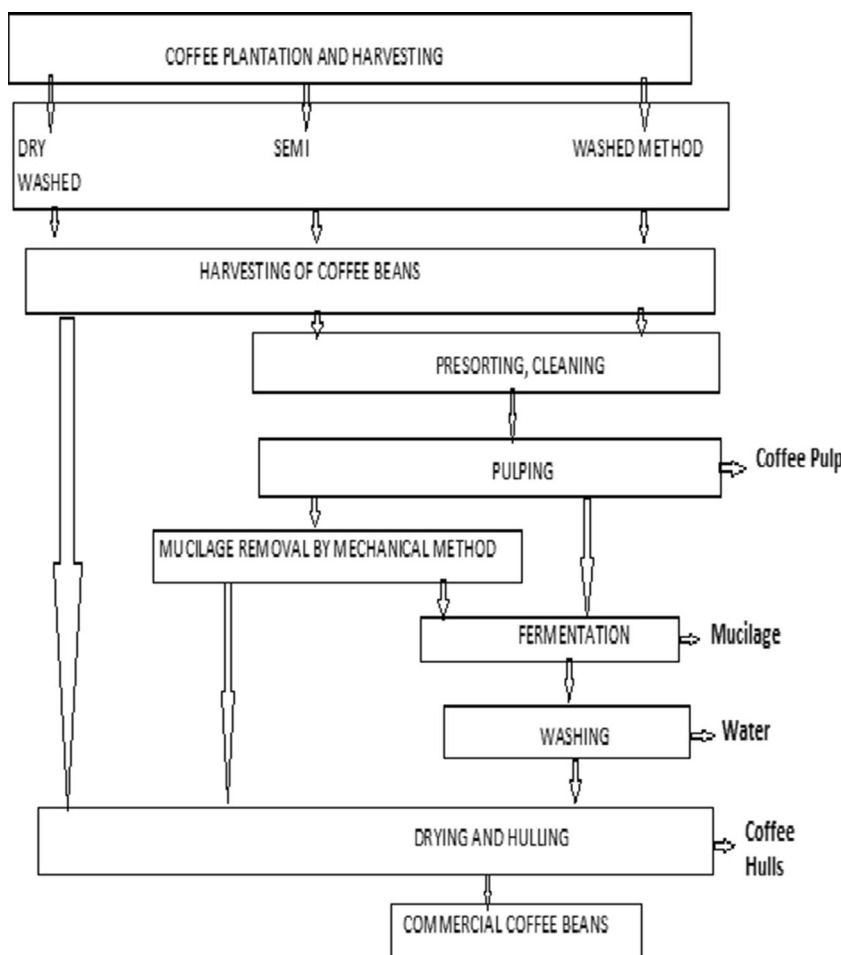 COFFEE PLANTATION AND HARVESTING
DRY SEMI WASHED METHOD
WASHED
HARVESTING OF COFFEE BEANS
PRESORTING, CLEANING
PULPING
Coffee Pulp
MUCILAGE REMOVAL BY MECHANICAL METHOD
FERMENTATION
Mucilage
WASHING
Water
DRYING AND HULLING
Coffee
Hulls
COMMERCIAL COFFEE BEANS